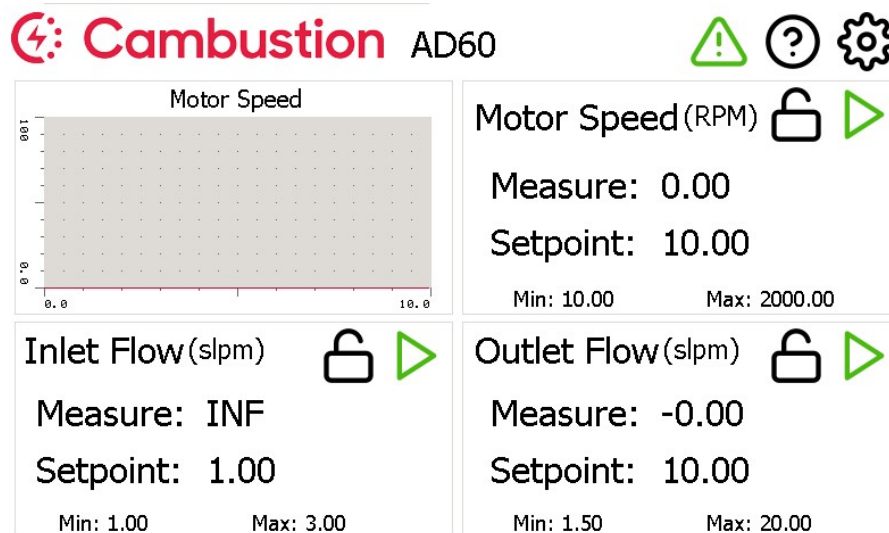 Cambustion AD60
Motor Speed
100
0.0
0.0 10.0
Motor Speed (RPM)
Measure: 0.00
Setpoint: 10.00
Min: 10.00 Max: 2000.00
Inlet Flow (slpm)
Measure: INF
Setpoint: 1.00
Min: 1.00 Max: 3.00
Outlet Flow (slpm)
Measure: -0.00
Setpoint: 10.00
Min: 1.50 Max: 20.00